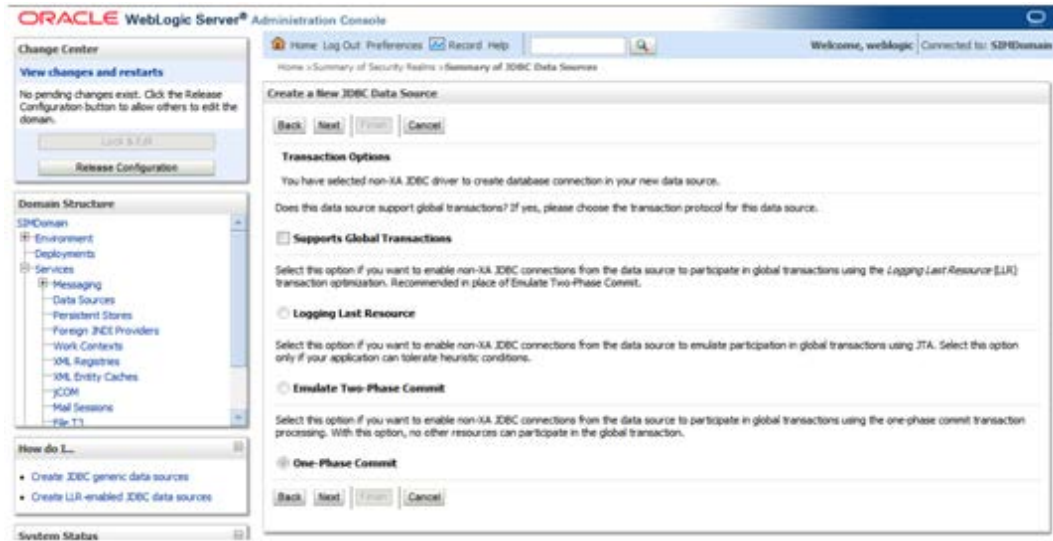 ORACLE WebLogic Server® Administration Console
Change Center
View changes and restarts
No pending changes exist. Click the Release
Configuration button to allow others to edit the
domain.
Lock & Edit
Release Configuration
Domain Structure
SIMDomain
Environment
Deployments
Services
Messaging
Data Sources
Persistent Stores
Foreign JNDI Providers
Work Contexts
XML Registries
XML Entity Caches
jCOM
Mail Sessions
File T3
How do I...
Create JDBC generic data sources
Create LLR-enabled JDBC data sources
System Status
Home Log Out Preferences Record Help
Welcome, weblogic Connected to: SIMDomain
Home >Summary of Security Realms >Summary of JDBC Data Sources
Create a New JDBC Data Source
Back Next Finish Cancel
Transaction Options
You have selected non-XA JDBC driver to create database connection in your new data source.
Does this data source support global transactions? If yes, please choose the transaction protocol for this data source.
Supports Global Transactions
Select this option if you want to enable non-XA JDBC connections from the data source to participate in global transactions using the Logging Last Resource (LLR)
transaction optimization. Recommended in place of Emulate Two-Phase Commit.
Logging Last Resource
Select this option if you want to enable non-XA JDBC connections from the data source to emulate participation in global transactions using JTA. Select this option
only if your application can tolerate heuristic conditions.
Emulate Two-Phase Commit
Select this option if you want to enable non-XA JDBC connections from the data source to participate in global transactions using the one-phase commit transaction
processing. With this option, no other resources can participate in the global transaction.
One-Phase Commit
Back Next Finish Cancel